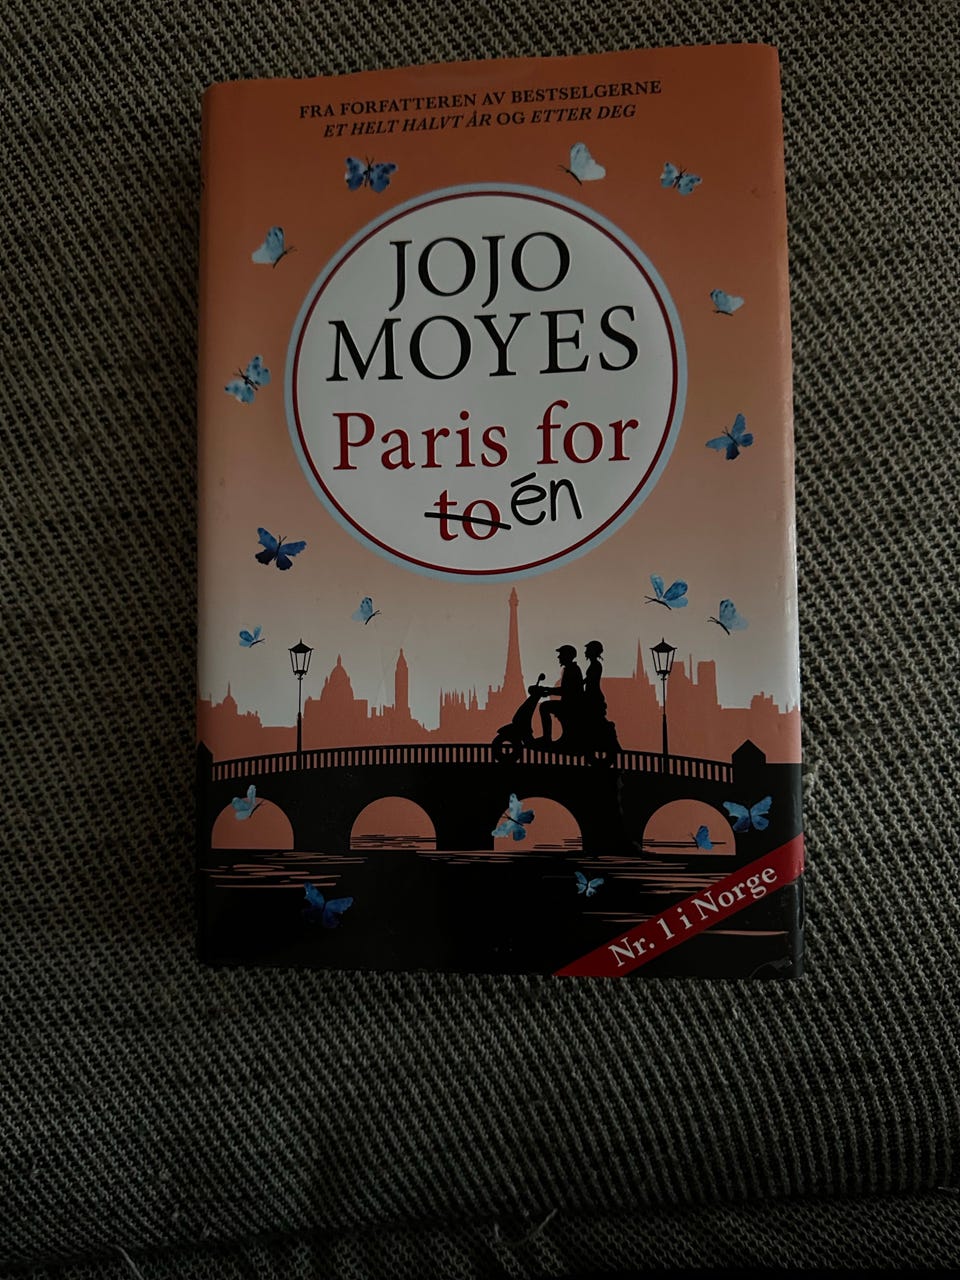 FRA FORFATTEREN AV BESTSELGERNE
ET HELT HALVT ÅR OG ETTER DEG
JOJO
MOYES
Paris for
to én
Nr. 1 i Norge